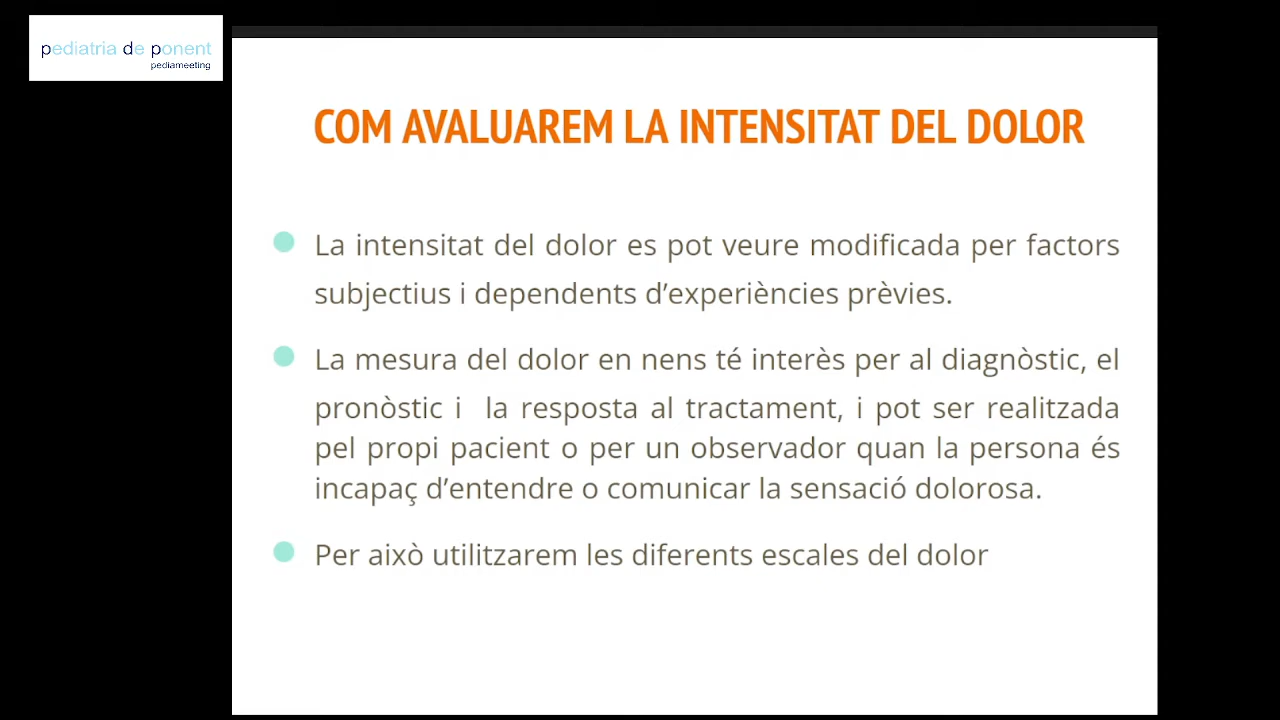 pediatria de ponent
pediameeting
COM AVALUAREM LA INTENSITAT DEL DOLOR
La intensitat del dolor es pot veure modificada per factors
subjectius i dependents d’experiències prèvies.
La mesura del dolor en nens té interès per al diagnòstic, el
pronòstic i la resposta al tractament, i pot ser realitzada
pel propi pacient o per un observador quan la persona és
incapaç d’entendre o comunicar la sensació dolorosa.
Per això utilitzarem les diferents escales del dolor